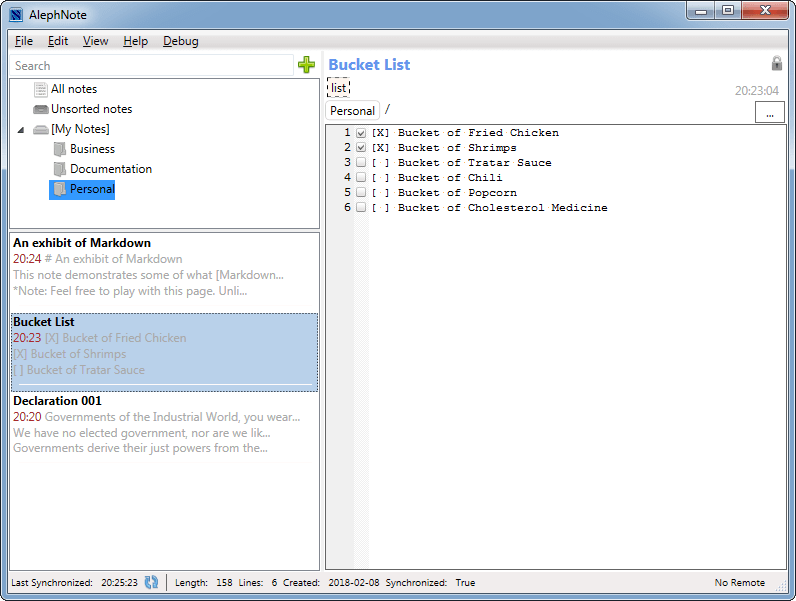 AlephNote
File Edit View Help Debug
Search
All notes
Unsorted notes
[My Notes]
Business
Documentation
Personal
An exhibit of Markdown
20:24 # An exhibit of Markdown
This note demonstrates some of what [Markdown...
*Note: Feel free to play with this page. Unli...
Bucket List
20:23 [X] Bucket of Fried Chicken
[X] Bucket of Shrimps
[ ] Bucket of Tratar Sauce
Declaration 001
20:20 Governments of the Industrial World, you wear...
We have no elected government, nor are we lik...
Governments derive their just powers from the...
Bucket List
list
20:23:04
Personal /
...
1 [X] Bucket of Fried Chicken
2 [X] Bucket of Shrimps
3 [ ] Bucket of Tratar Sauce
4 [ ] Bucket of Chili
5 [ ] Bucket of Popcorn
6 [ ] Bucket of Cholesterol Medicine
Last Synchronized: 20:25:23 Length: 158 Lines: 6 Created: 2018-02-08 Synchronized: True No Remote